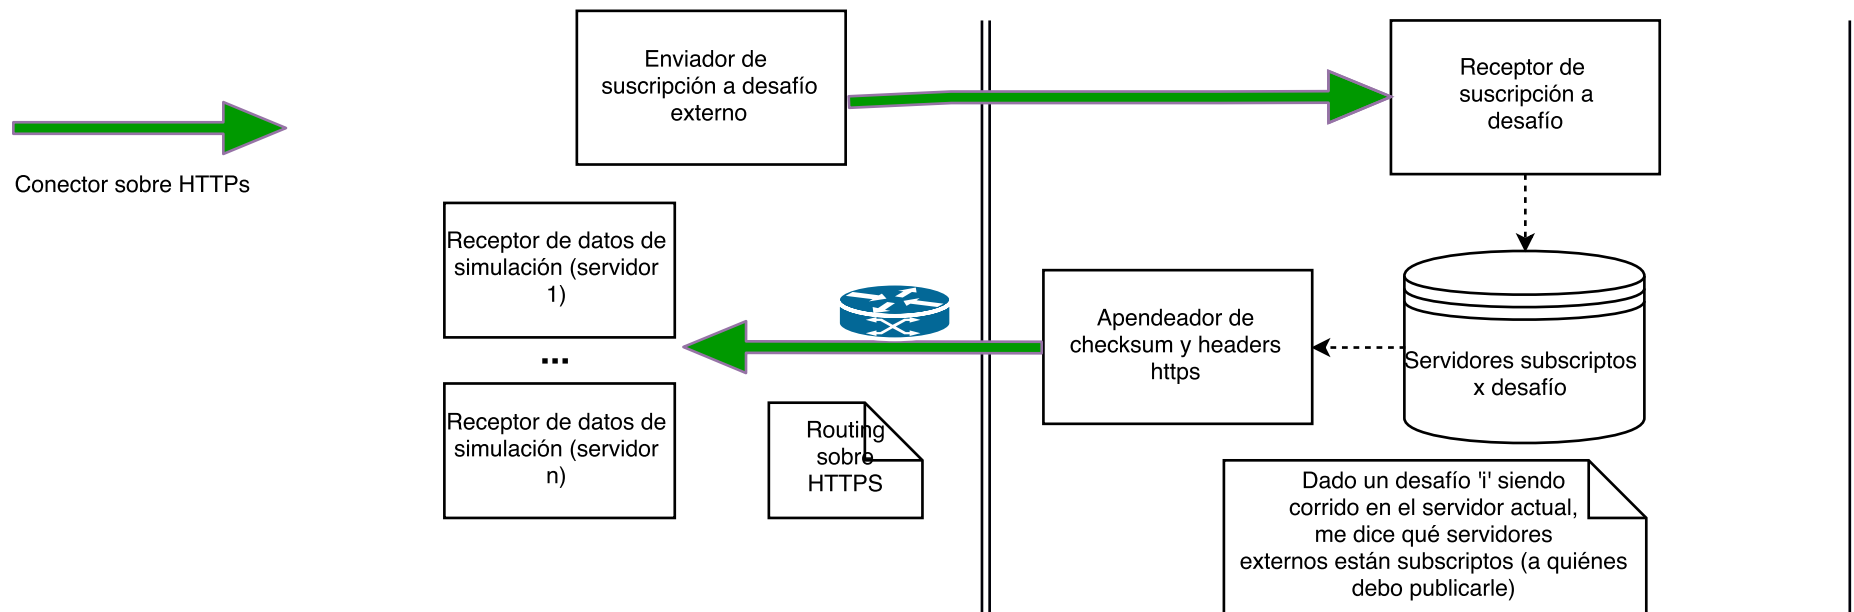 Enviador de
suscripción a desafío
externo
Receptor de
suscripción a
desafío
Conector sobre HTTPs
Receptor de datos de
simulación (servidor
1)
...
Receptor de datos de
simulación (servidor
n)
Apendeador de
checksum y headers
https
Servidores subscriptos
x desafío
Routing
sobre
HTTPS
Dado un desafío 'i' siendo
corrido en el servidor actual,
me dice qué servidores
externos están subscriptos (a quiénes
debo publicarle)